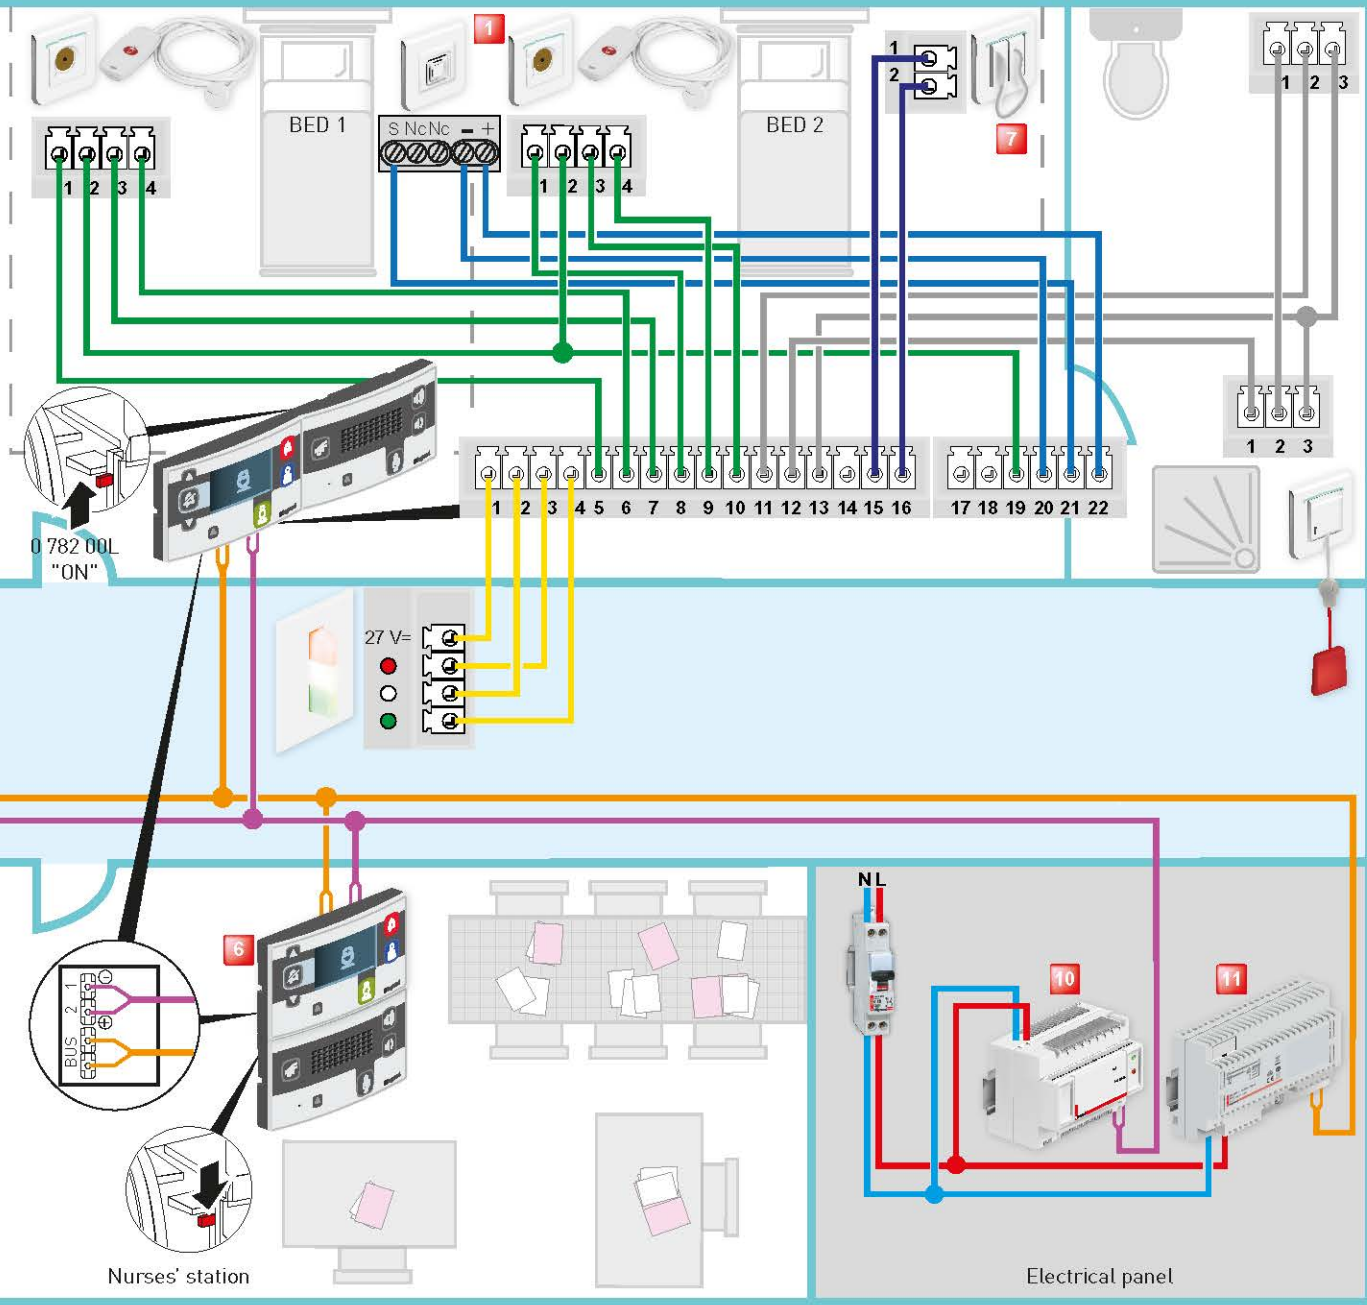 1
BED 1
S Nc Nc – +
BED 2
1
2
7
1 2 3
1 2 3 4
1 2 3 4
1 2 3
1 2 3 4 5 6 7 8 9 10 11 12 13 14 15 16
17 18 19 20 21 22
0 782 00L
"ON"
27 V=
N L
6
10
11
1
2
BUS
Nurses' station
Electrical panel